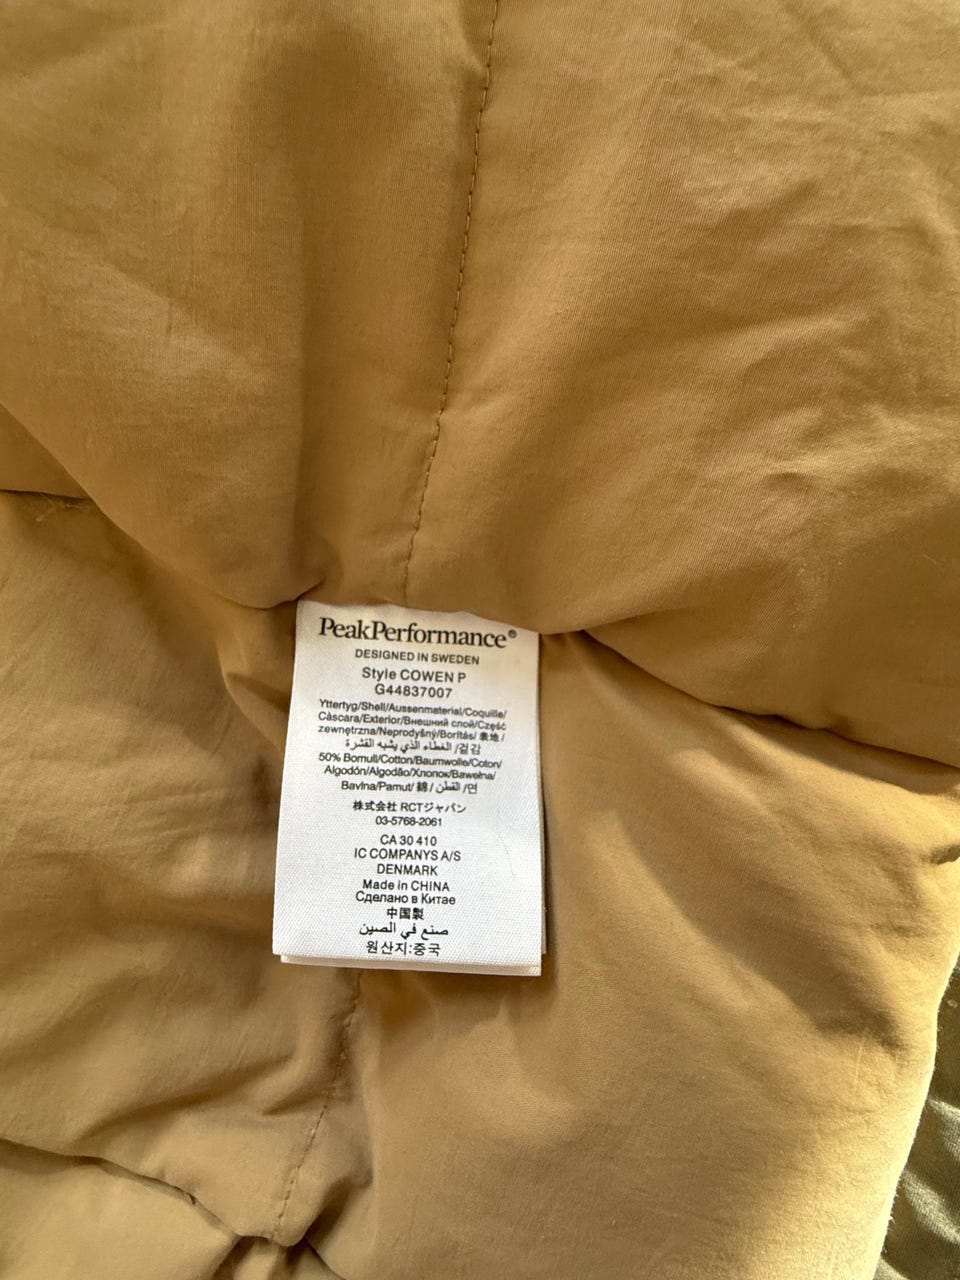 PeakPerformance®
DESIGNED IN SWEDEN
Style COWEN P
G44837007
Yttertyg/Shell/Aussenmaterial/Coquille/
Càscara/Exterior/Внешний слой/Część
zewnętrzna/Neprodyšný/Borítás/表地/
الغطاء الذي يشبه القشرة /겉감
50% Bomull/Cotton/Baumwolle/Coton/
Algodón/Algodão/Хлопок/Bawełna/
Bavlna/Pamut/綿/ القطن /면
株式会社 RCTジャパン
03-5768-2061
CA 30 410
IC COMPANYS A/S
DENMARK
Made in CHINA
Сделано в Китае
中国製
صنع في الصين
원산지:중국